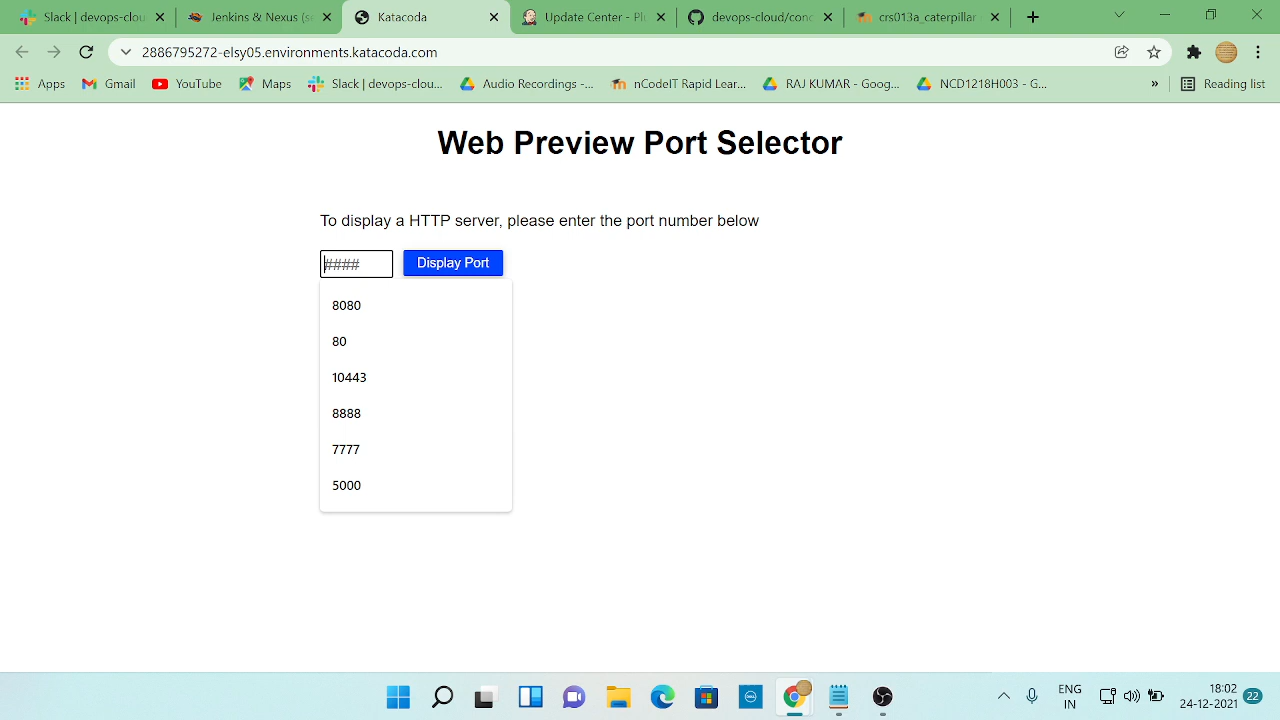 Slack | devops-clou
Jenkins & Nexus (so
Katacoda
Update Center - Plu
devops-cloud/conc
crs013a_caterpillar
2886795272-elsy05.environments.katacoda.com
Apps
Gmail
YouTube
Maps
Slack | devops-clou...
Audio Recordings -...
nCodeIT Rapid Lear...
RAJ KUMAR - Goog...
NCD1218H003 - G...
»
Reading list
Web Preview Port Selector
To display a HTTP server, please enter the port number below
####
Display Port
8080
80
10443
8888
7777
5000
DELL
ENG
IN
18:02
24-12-2021
22